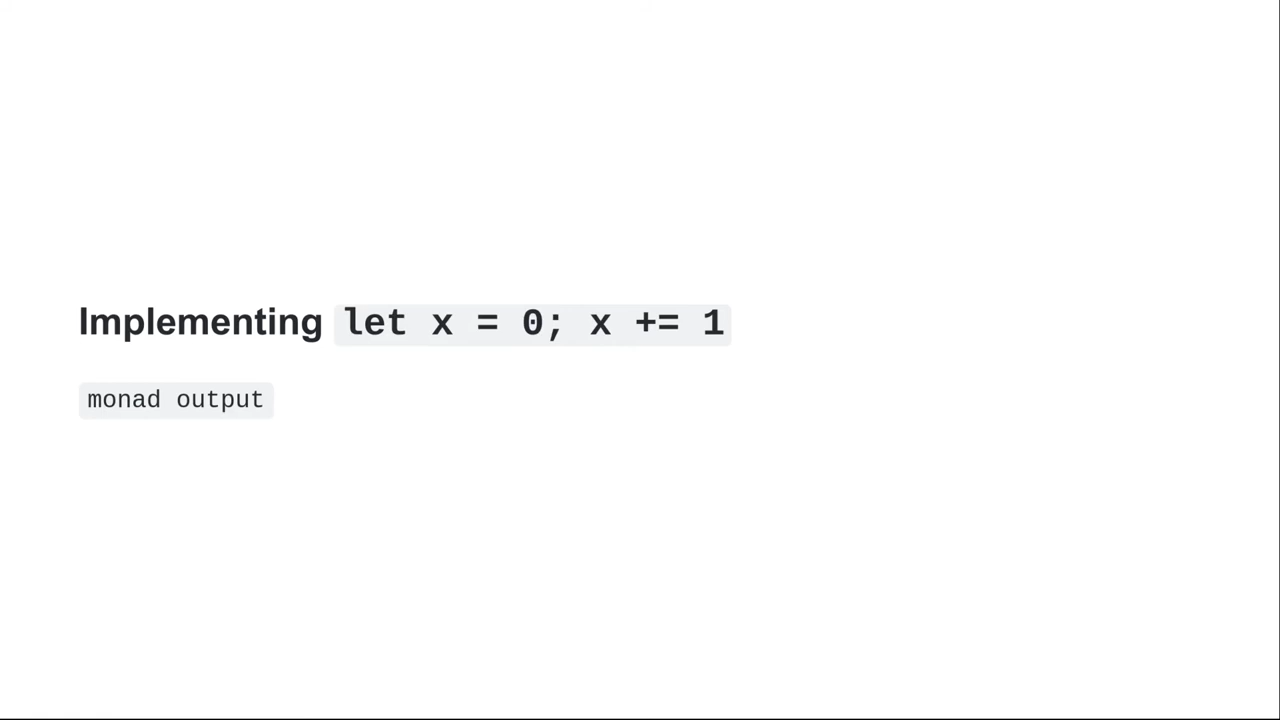 Implementing let x = 0; x += 1
monad output